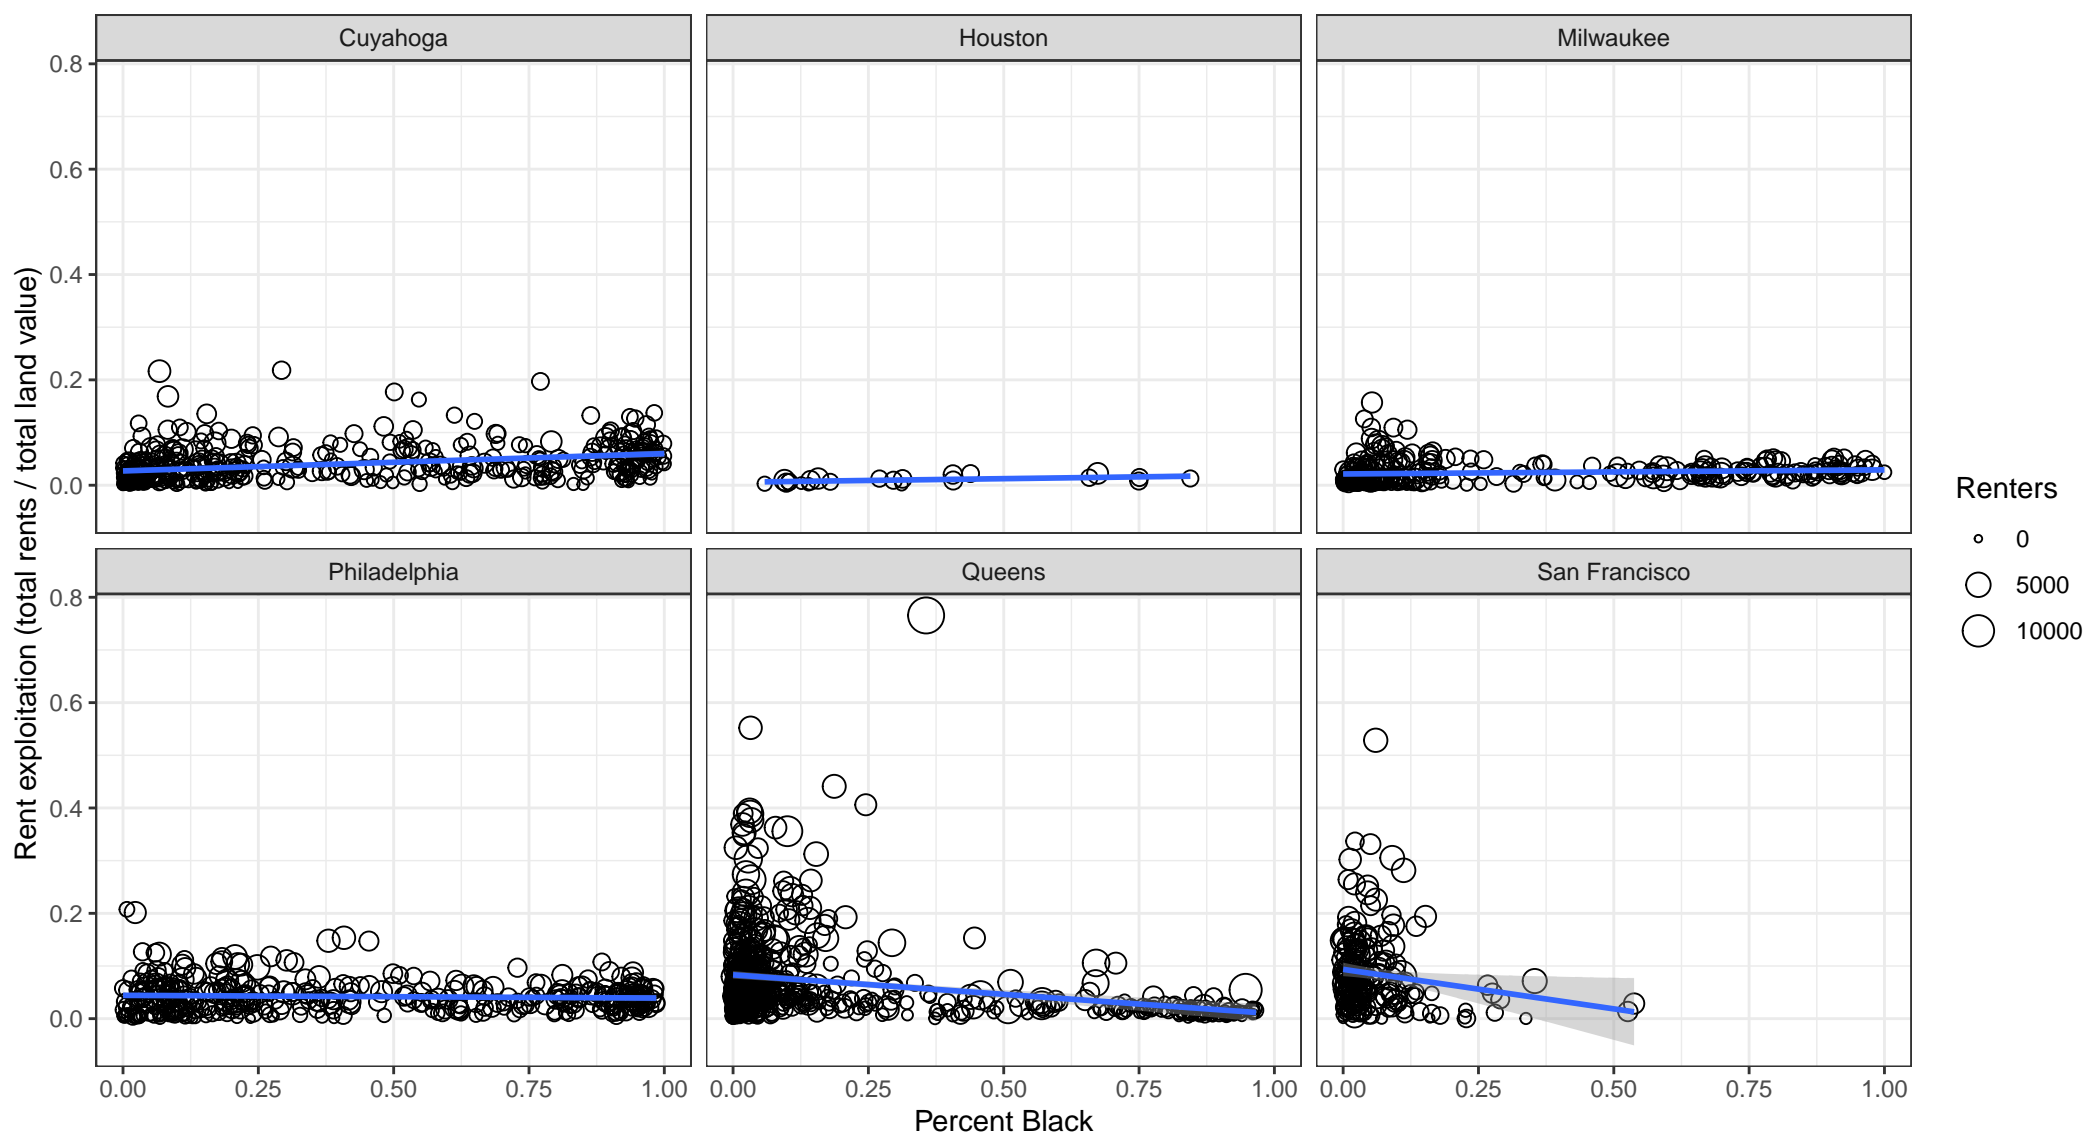 Cuyahoga
Houston
Milwaukee
0.8
0.6
0.4
0.2
0.0
Philadelphia
Queens
San Francisco
0.8
0.6
0.4
0.2
0.0
0.00 0.25 0.50 0.75 1.00
0.00 0.25 0.50 0.75 1.00
0.00 0.25 0.50 0.75 1.00
Percent Black
Rent exploitation (total rents / total land value)
Renters
0
5000
10000